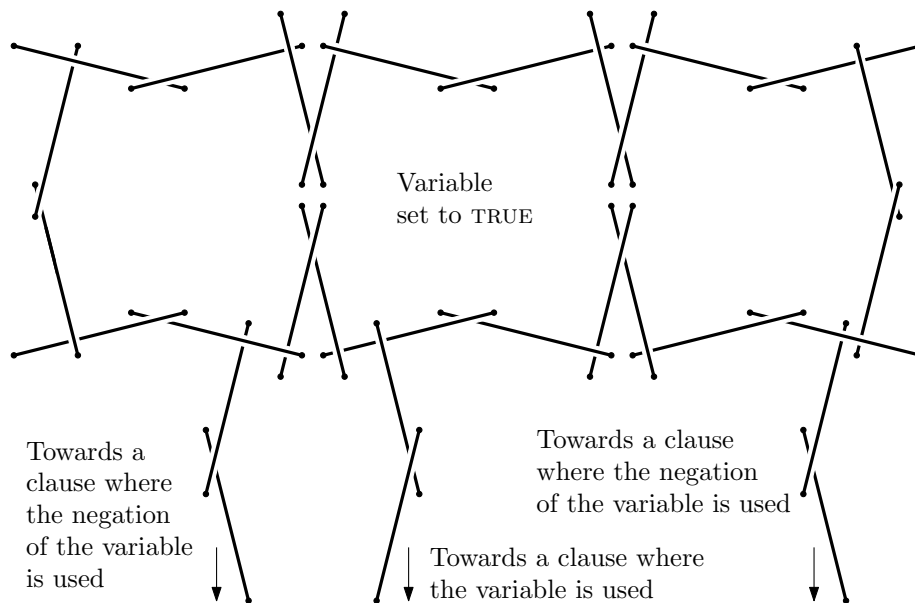 Variable
set to TRUE
Towards a
clause where
the negation
of the variable
is used
Towards a clause
where the negation
of the variable is used
Towards a clause where
the variable is used